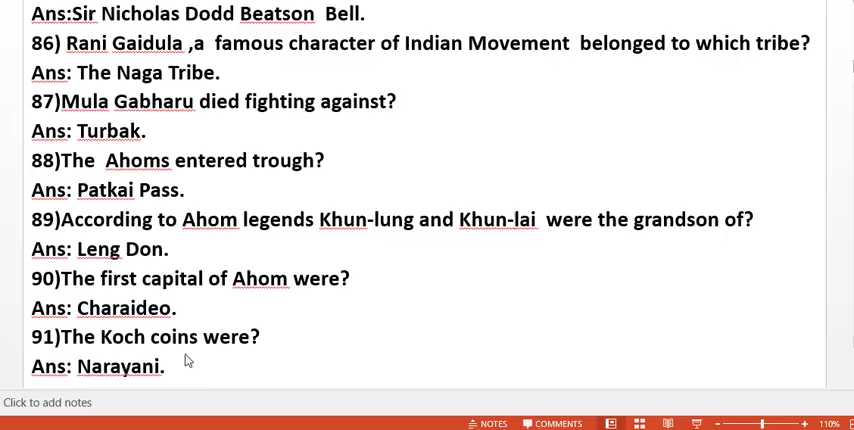 Ans:Sir Nicholas Dodd Beatson  Bell.
86) Rani Gaidula ,a  famous character of Indian Movement  belonged to which tribe?
Ans: The Naga Tribe.
87)Mula Gabharu died fighting against?
Ans: Turbak.
88)The  Ahoms entered trough?
Ans: Patkai Pass.
89)According to Ahom legends Khun-lung and Khun-lai  were the grandson of?
Ans: Leng Don.
90)The first capital of Ahom were?
Ans: Charaideo.
91)The Koch coins were?
Ans: Narayani.
Click to add notes
NOTES COMMENTS 110%